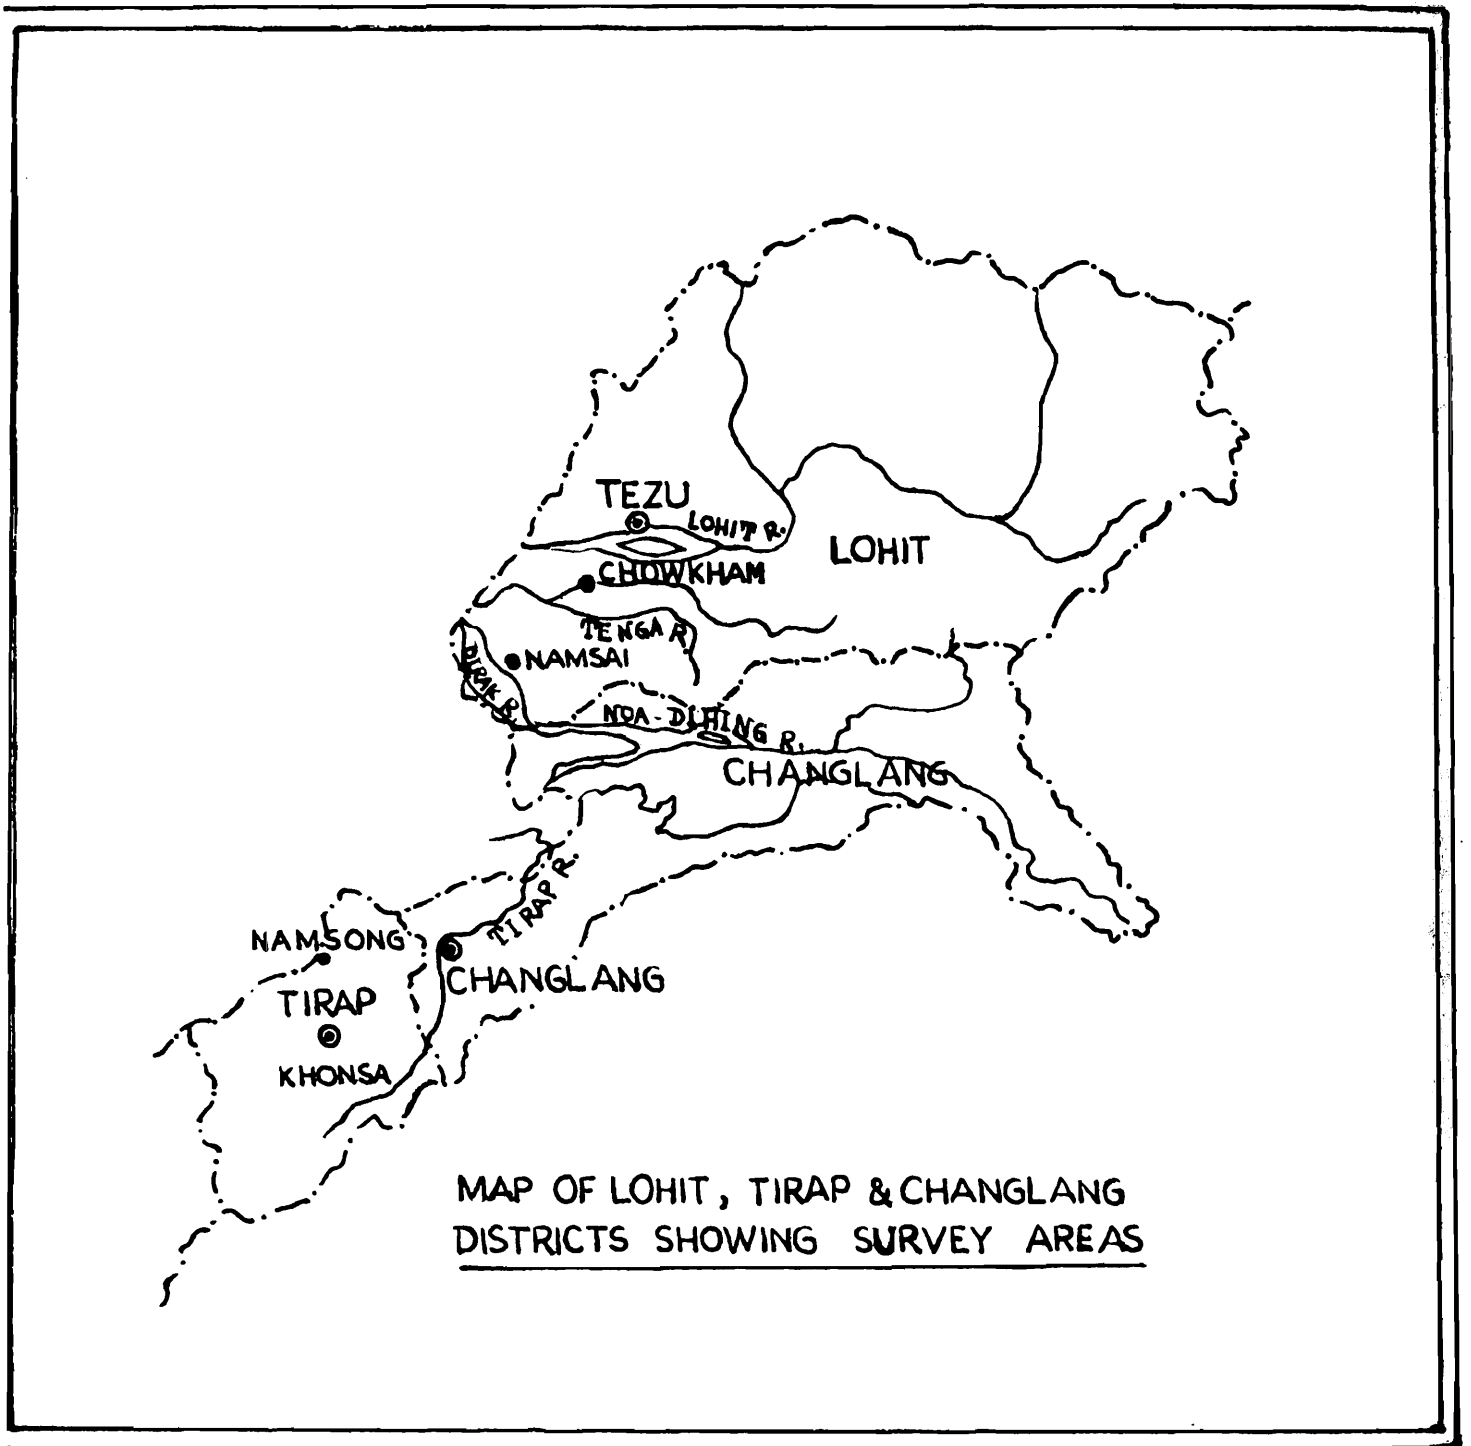 TEZU
LOHIT R.
LOHIT
CHOWKHAM
TENGA R
NAMSAI
DIRAK R.
NOA-DIHING R.
CHANGLANG
TIRAP R.
NAMSONG
CHANGLANG
TIRAP
KHONSA
MAP OF LOHIT, TIRAP & CHANGLANG
DISTRICTS SHOWING SURVEY AREAS